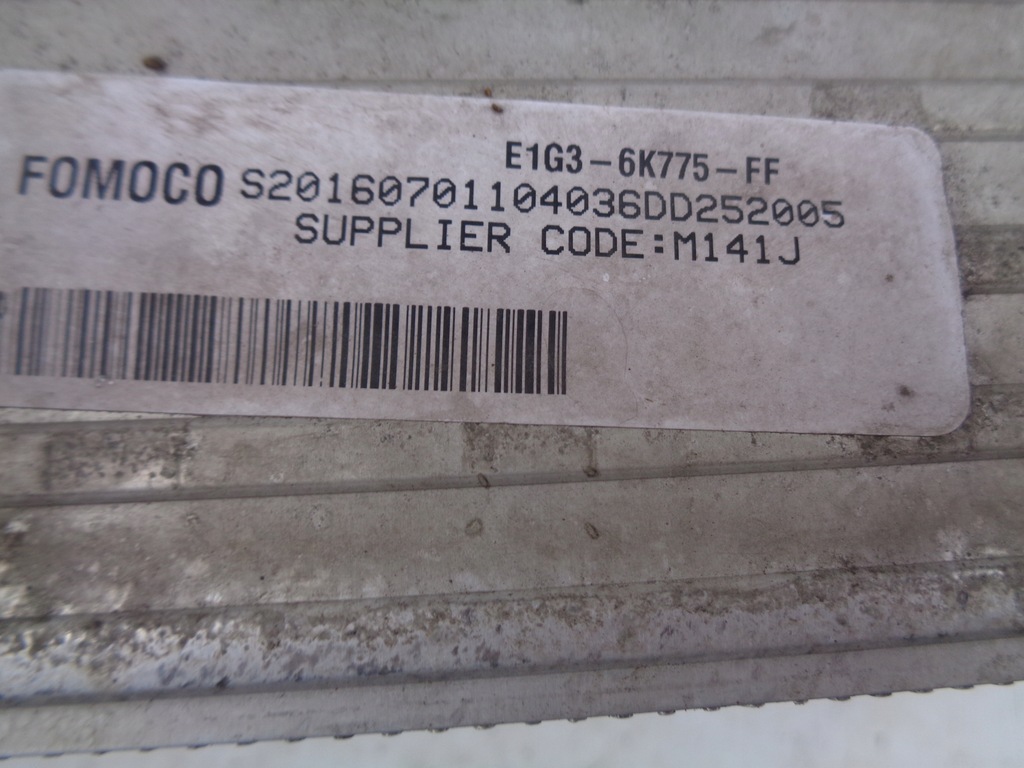 E1G3-6K775-FF
FOMOCO S20160701104036DD252005
SUPPLIER CODE:M141J